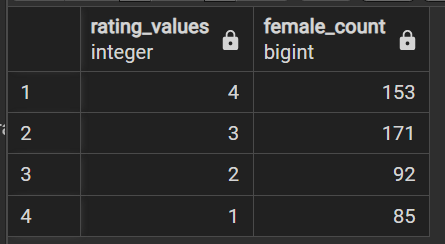 rating_values female_count
integer bigint
1 4 153
2 3 171
3 2 92
4 1 85